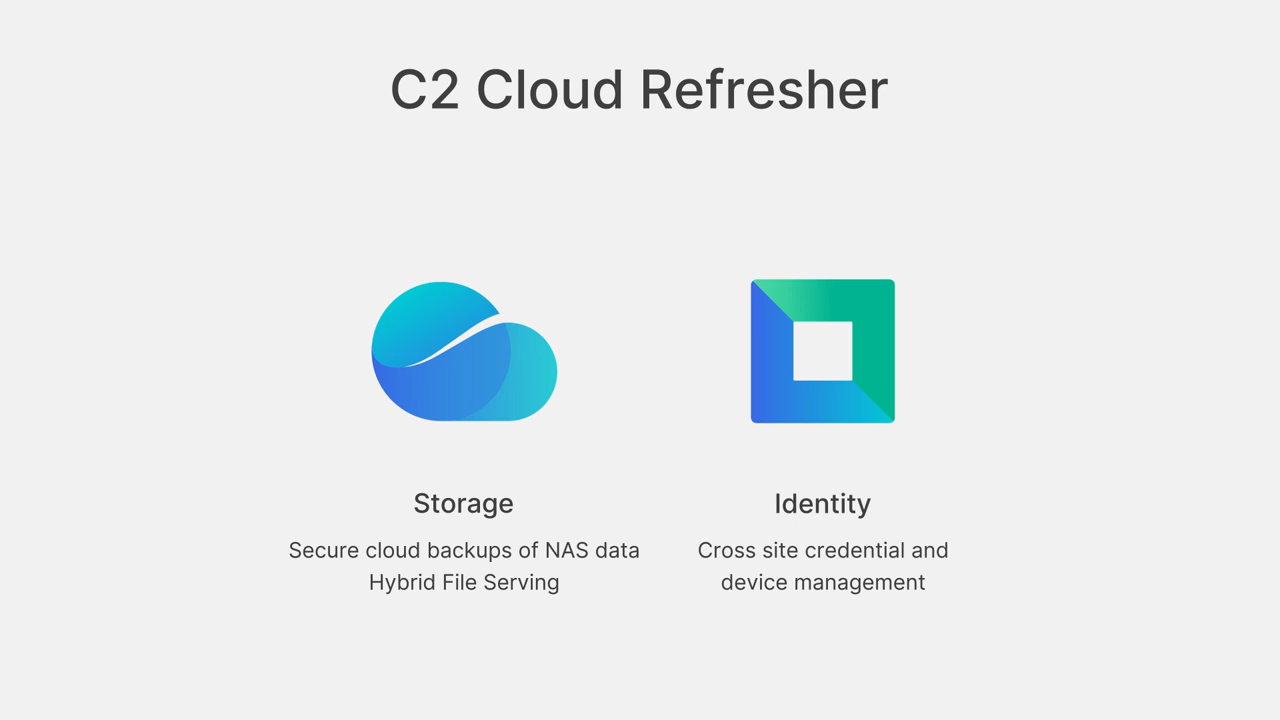 C2 Cloud Refresher
Storage
Secure cloud backups of NAS data
Hybrid File Serving
Identity
Cross site credential and
device management